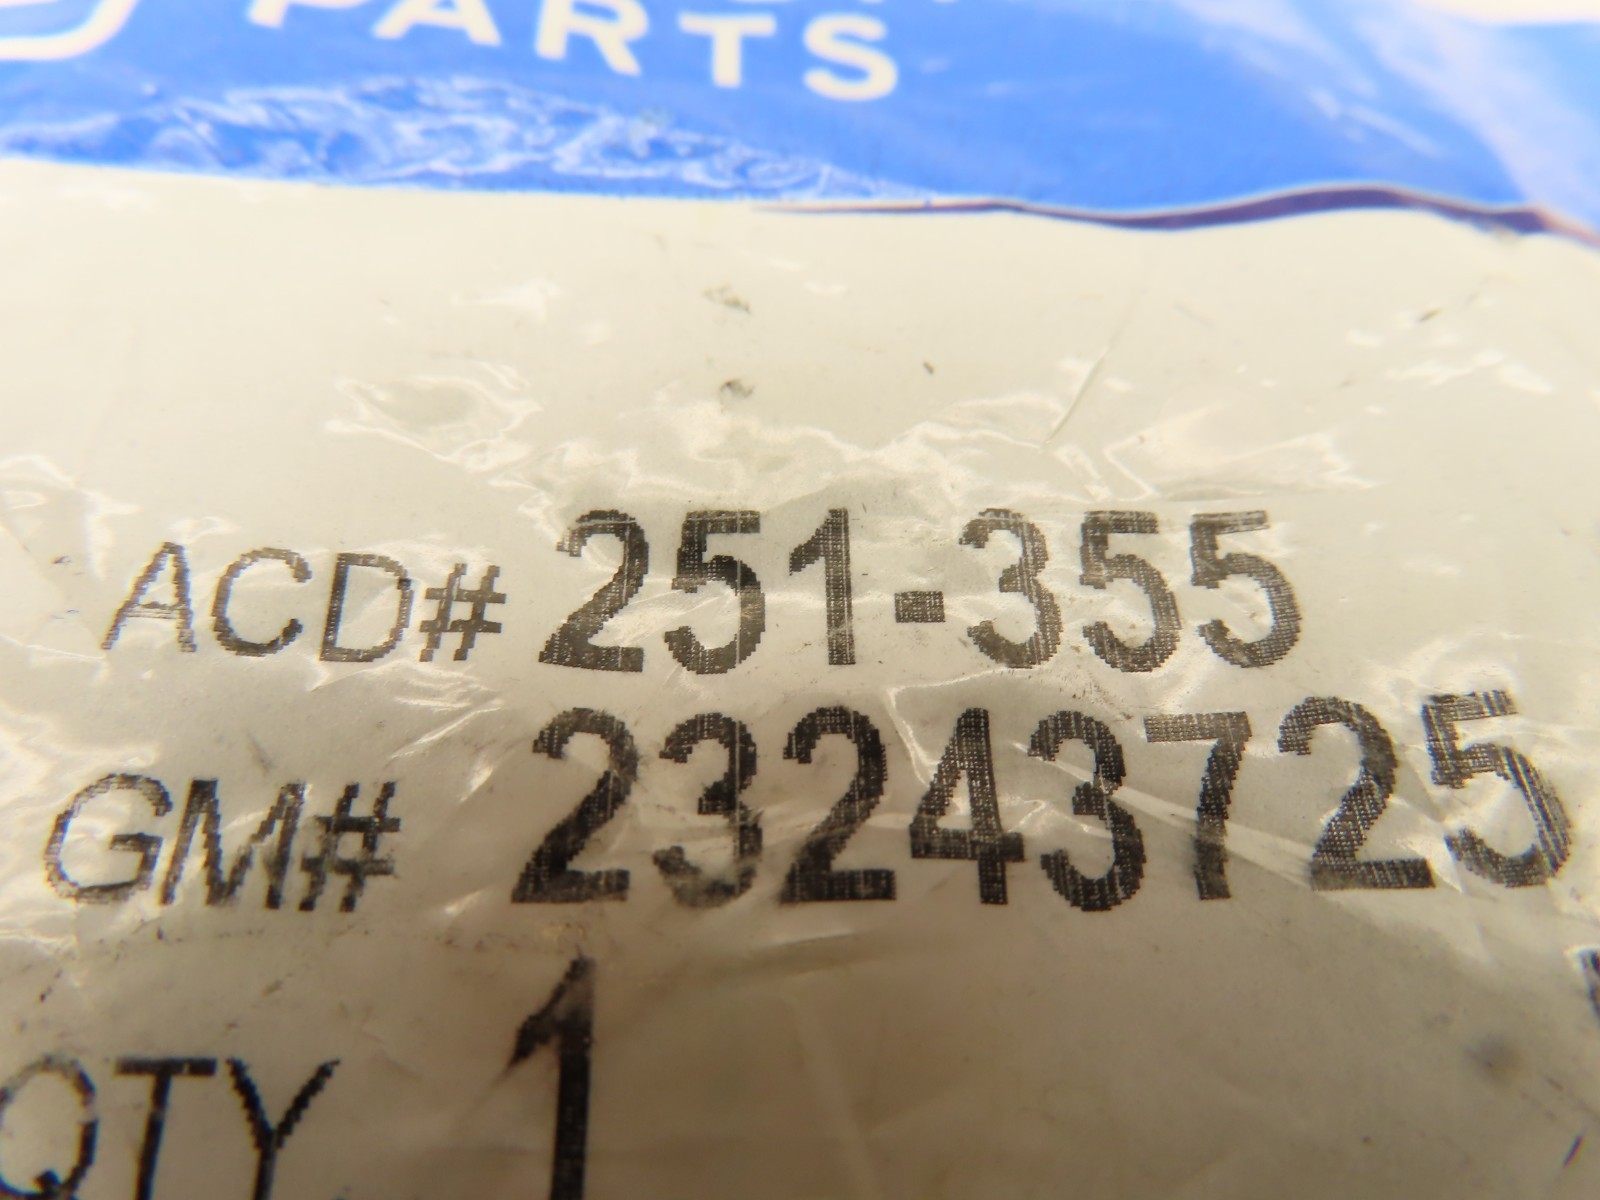 PARTS
ACD# 251-355
GM# 23243725
QTY 1